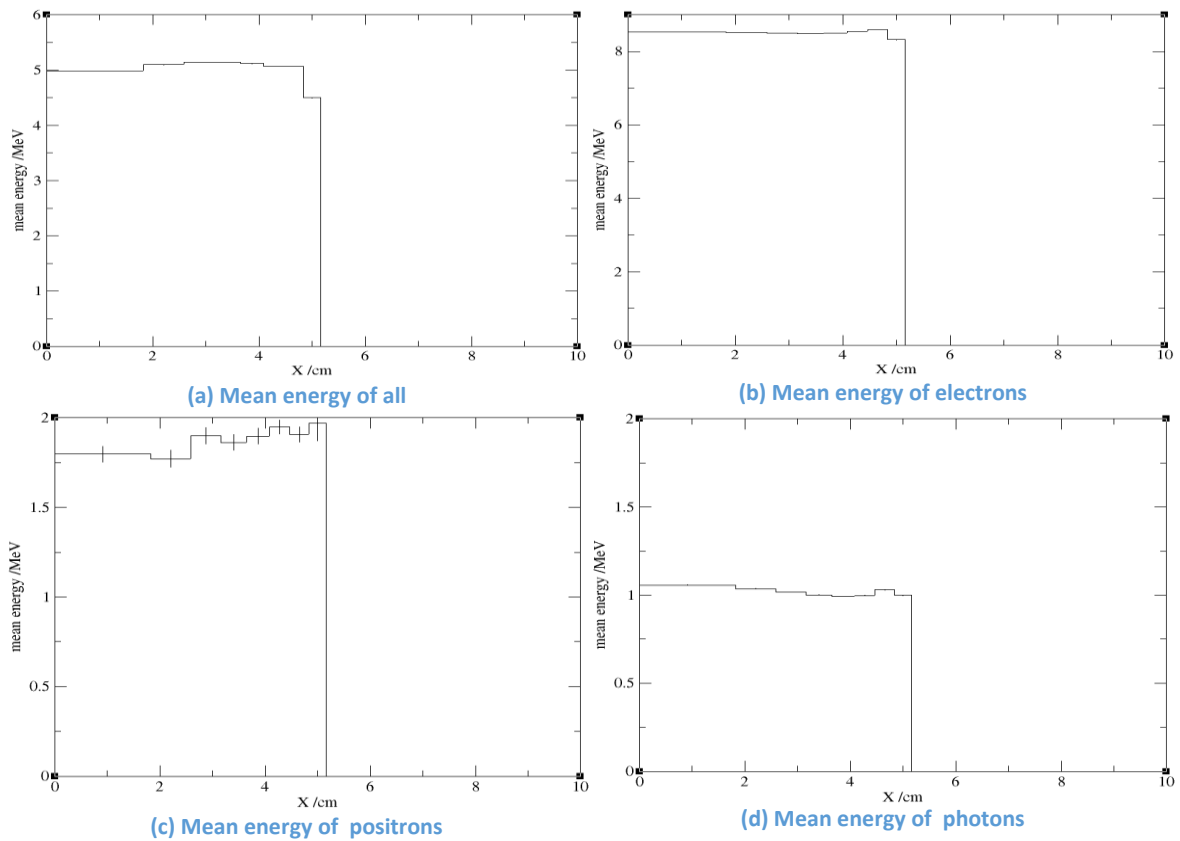 6
5
4
3
2
1
0
mean energy /MeV
0 2 4 6 8 10
X /cm
(a) Mean energy of all
8
6
4
2
0
mean energy /MeV
0 2 4 6 8 10
X /cm
(b) Mean energy of electrons
2
1.5
1
0.5
0
mean energy /MeV
0 2 4 6 8 10
X /cm
(c) Mean energy of positrons
2
1.5
1
0.5
0
mean energy /MeV
0 2 4 6 8 10
X /cm
(d) Mean energy of photons